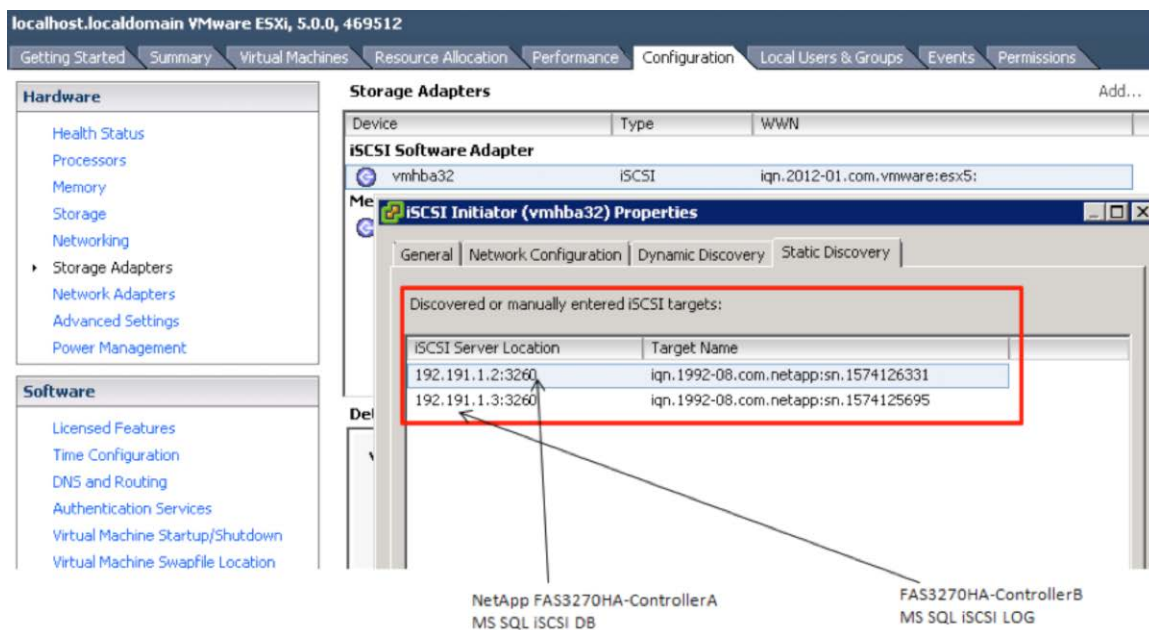 localhost.localdomain VMware ESXi, 5.0.0, 469512
Getting Started Summary Virtual Machines Resource Allocation Performance Configuration Local Users & Groups Events Permissions
Hardware
Health Status
Processors
Memory
Storage
Networking
Storage Adapters
Network Adapters
Advanced Settings
Power Management
Software
Licensed Features
Time Configuration
DNS and Routing
Authentication Services
Virtual Machine Startup/Shutdown
Virtual Machine Swapfile Location
Storage Adapters Add...
Device Type WWN
iSCSI Software Adapter
vmhba32 iSCSI iqn.2012-01.com.vmware:esx5:
Me
iSCSI Initiator (vmhba32) Properties
General Network Configuration Dynamic Discovery Static Discovery
Discovered or manually entered iSCSI targets:
iSCSI Server Location Target Name
192.191.1.2:3260 iqn.1992-08.com.netapp:sn.1574126331
192.191.1.3:3260 iqn.1992-08.com.netapp:sn.1574125695
De
NetApp FAS3270HA-ControllerA
MS SQL iSCSI DB
FAS3270HA-ControllerB
MS SQL iSCSI LOG